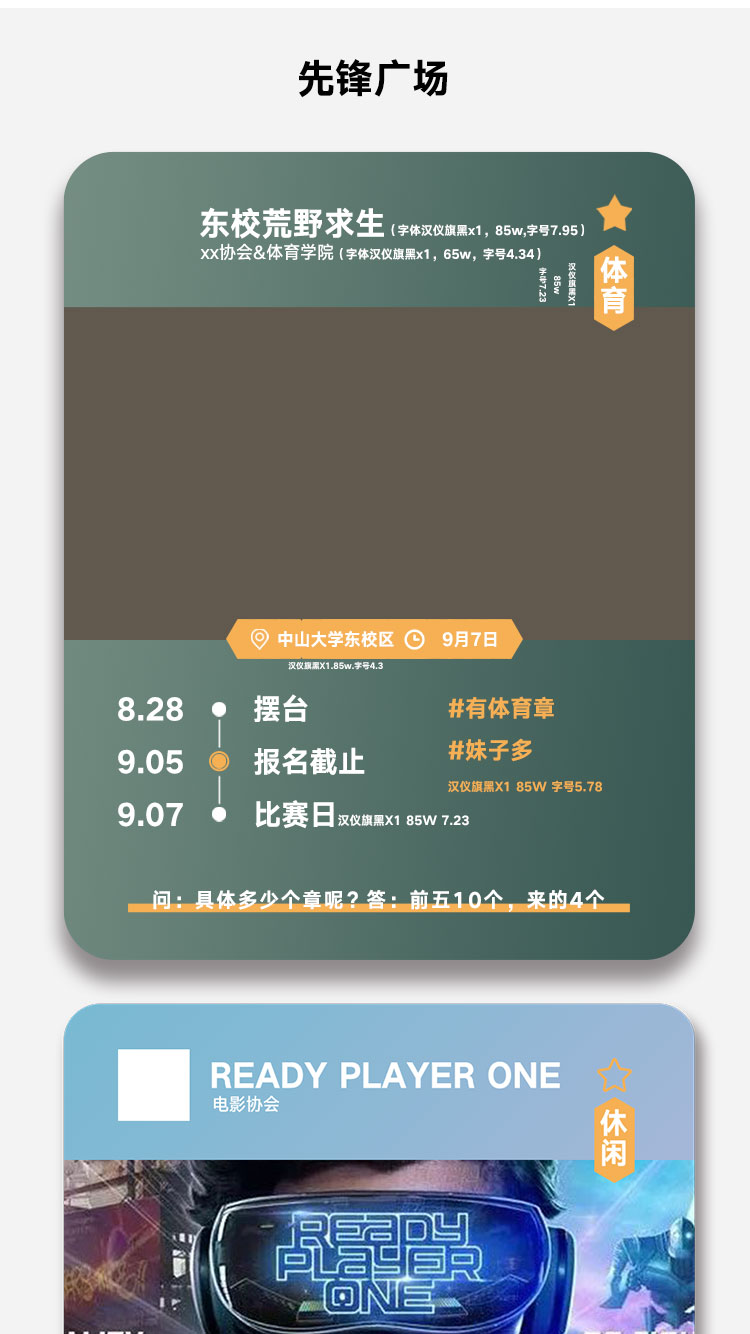 先锋广场
东校荒野求生（字体汉仪旗黑x1，85w,字号7.95）
xx协会&体育学院（字体汉仪旗黑x1，65w，字号4.34）
体育
汉仪旗黑X1
85w
字号7.23
中山大学东校区 9月7日
汉仪旗黑X1.85w.字号4.3
8.28 摆台
9.05 报名截止
9.07 比赛日汉仪旗黑X1 85W 7.23
#有体育章
#妹子多
汉仪旗黑X1 85W 字号5.78
问：具体多少个章呢？答：前五10个，来的4个
READY PLAYER ONE
电影协会
休闲
READY
PLAYER
ONE